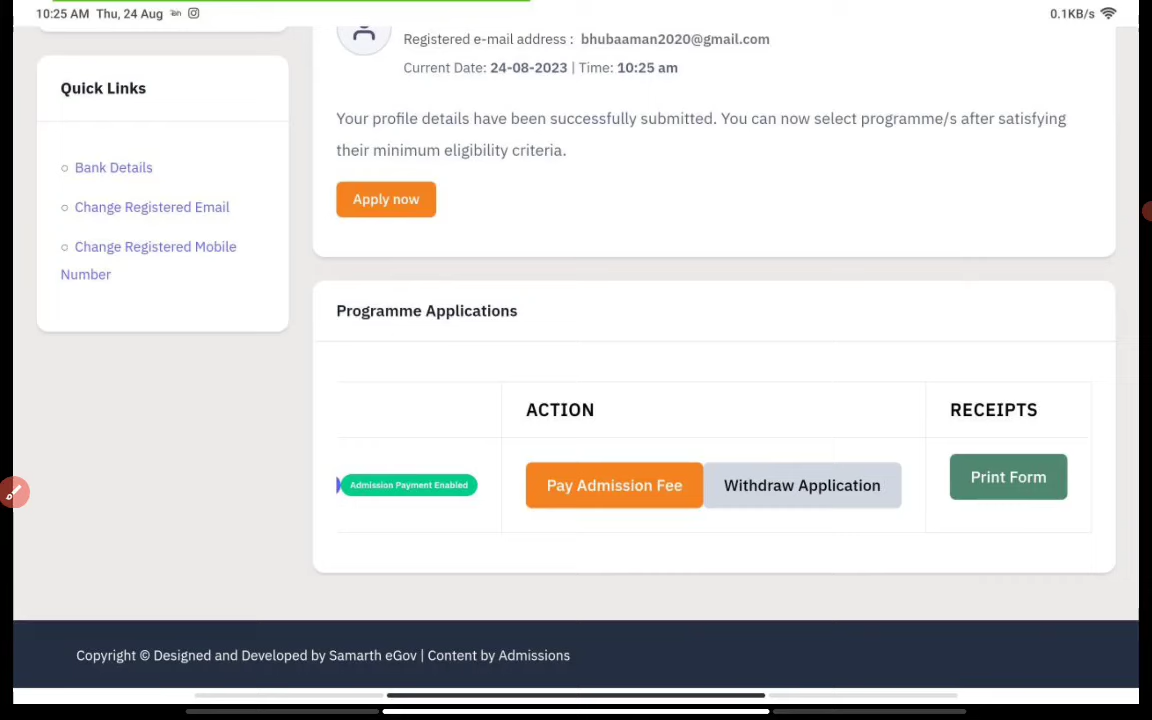 10:25 AM Thu, 24 Aug
0.1KB/s
Registered e-mail address : bhubaaman2020@gmail.com
Current Date: 24-08-2023 | Time: 10:25 am
Quick Links
Bank Details
Change Registered Email
Change Registered Mobile
Number
Your profile details have been successfully submitted. You can now select programme/s after satisfying
their minimum eligibility criteria.
Apply now
Programme Applications
ACTION
RECEIPTS
Admission Payment Enabled
Pay Admission Fee
Withdraw Application
Print Form
Copyright © Designed and Developed by Samarth eGov | Content by Admissions